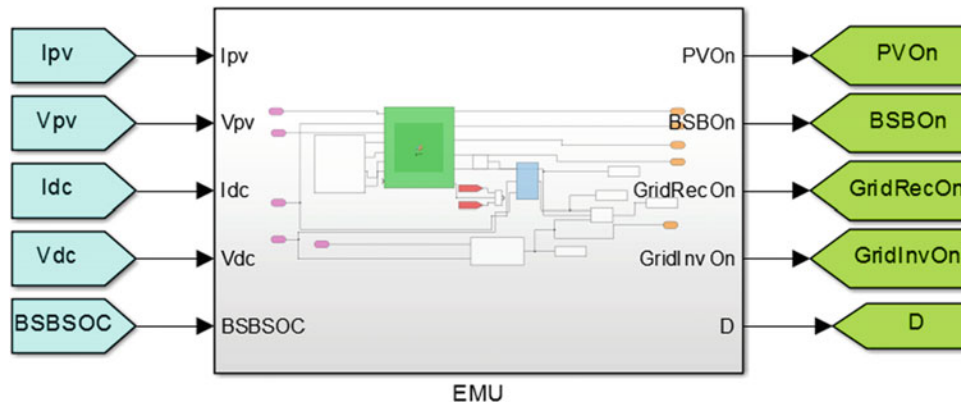 Ipv
Ipv
PVOn
PVOn
Vpv
Vpv
BSBOn
BSBOn
Idc
Idc
GridRecOn
GridRecOn
Vdc
Vdc
GridInvOn
GridInvOn
BSBSOC
BSBSOC
D
D
EMU